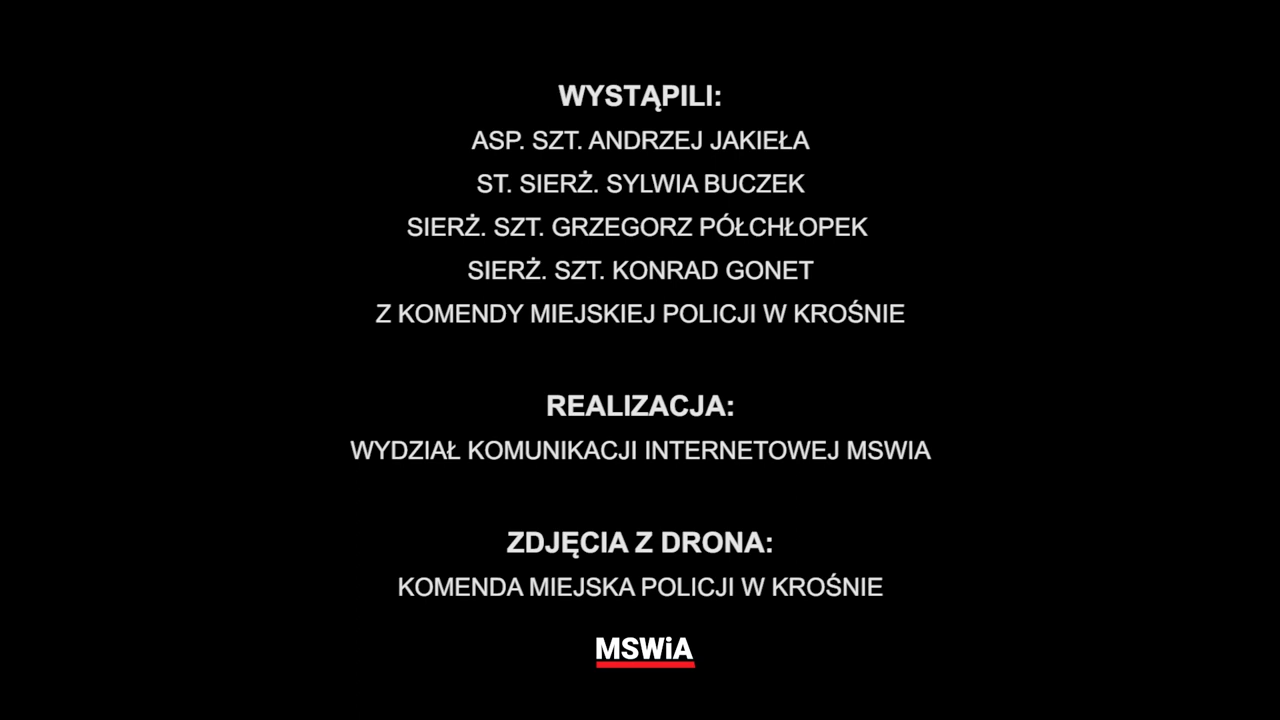 WYSTĄPILI:
ASP. SZT. ANDRZEJ JAKIEŁA
ST. SIERŻ. SYLWIA BUCZEK
SIERŻ. SZT. GRZEGORZ PÓŁCHŁOPEK
SIERŻ. SZT. KONRAD GONET
Z KOMENDY MIEJSKIEJ POLICJI W KROŚNIE
REALIZACJA:
WYDZIAŁ KOMUNIKACJI INTERNETOWEJ MSWIA
ZDJĘCIA Z DRONA:
KOMENDA MIEJSKA POLICJI W KROŚNIE
MSWiA